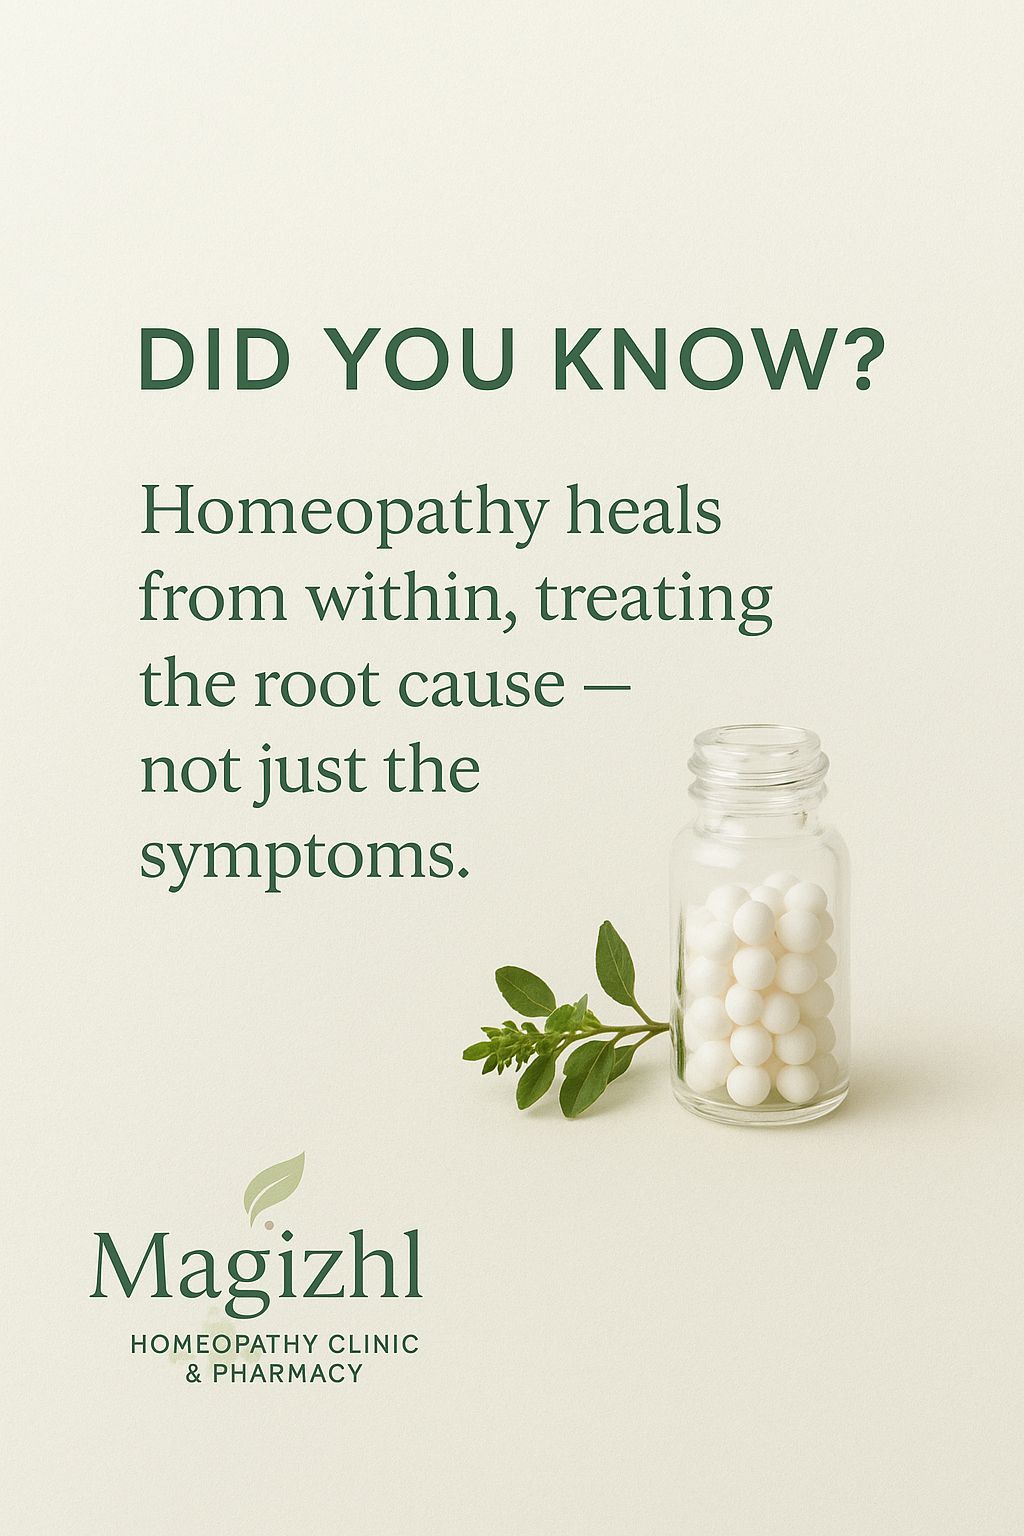 DID YOU KNOW?
Homeopathy heals
from within, treating
the root cause —
not just the
symptoms.
Magizhl
HOMEOPATHY CLINIC
& PHARMACY